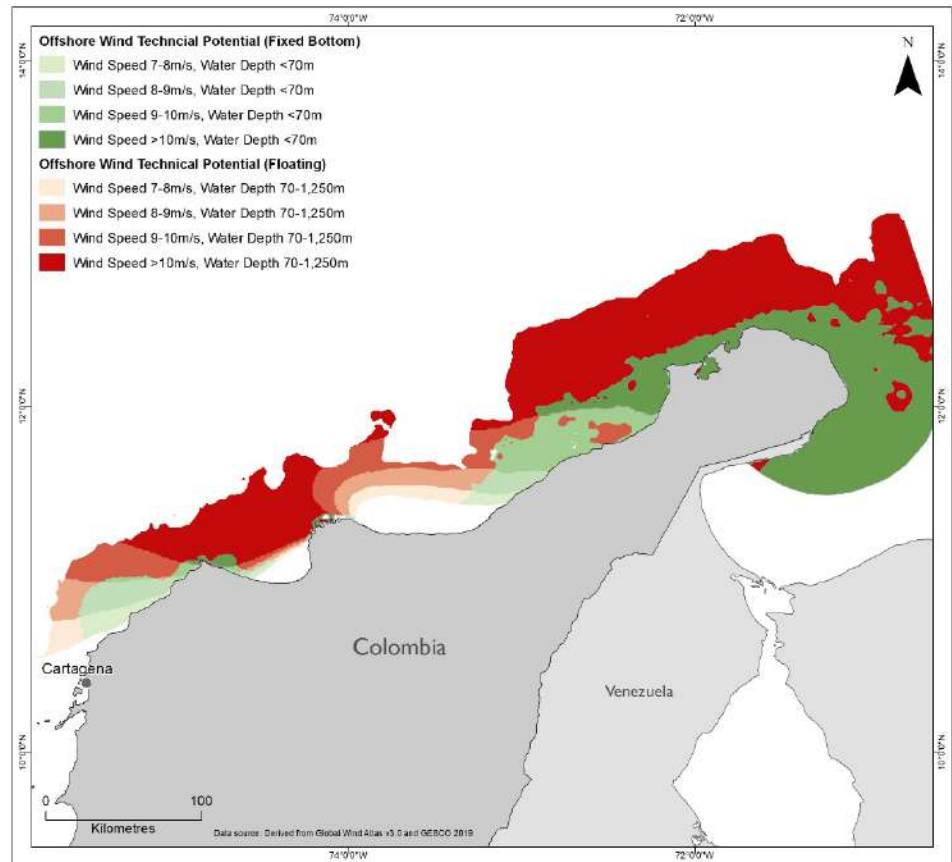 74°0'0"W 72°0'0"W
Offshore Wind Techncial Potential (Fixed Bottom)
Wind Speed 7-8m/s, Water Depth <70m
Wind Speed 8-9m/s, Water Depth <70m
Wind Speed 9-10m/s, Water Depth <70m
Wind Speed >10m/s, Water Depth <70m
Offshore Wind Technical Potential (Floating)
Wind Speed 7-8m/s, Water Depth 70-1,250m
Wind Speed 8-9m/s, Water Depth 70-1,250m
Wind Speed 9-10m/s, Water Depth 70-1,250m
Wind Speed >10m/s, Water Depth 70-1,250m
N
14°0'0"N 14°0'0"N
12°0'0"N 12°0'0"N
Colombia
Cartagena
Venezuela
10°0'0"N 10°0'0"N
0 100
Kilometres
Data source: Derived from Global Wind Atlas v3.0 and GEBCO 2019
74°0'0"W 72°0'0"W